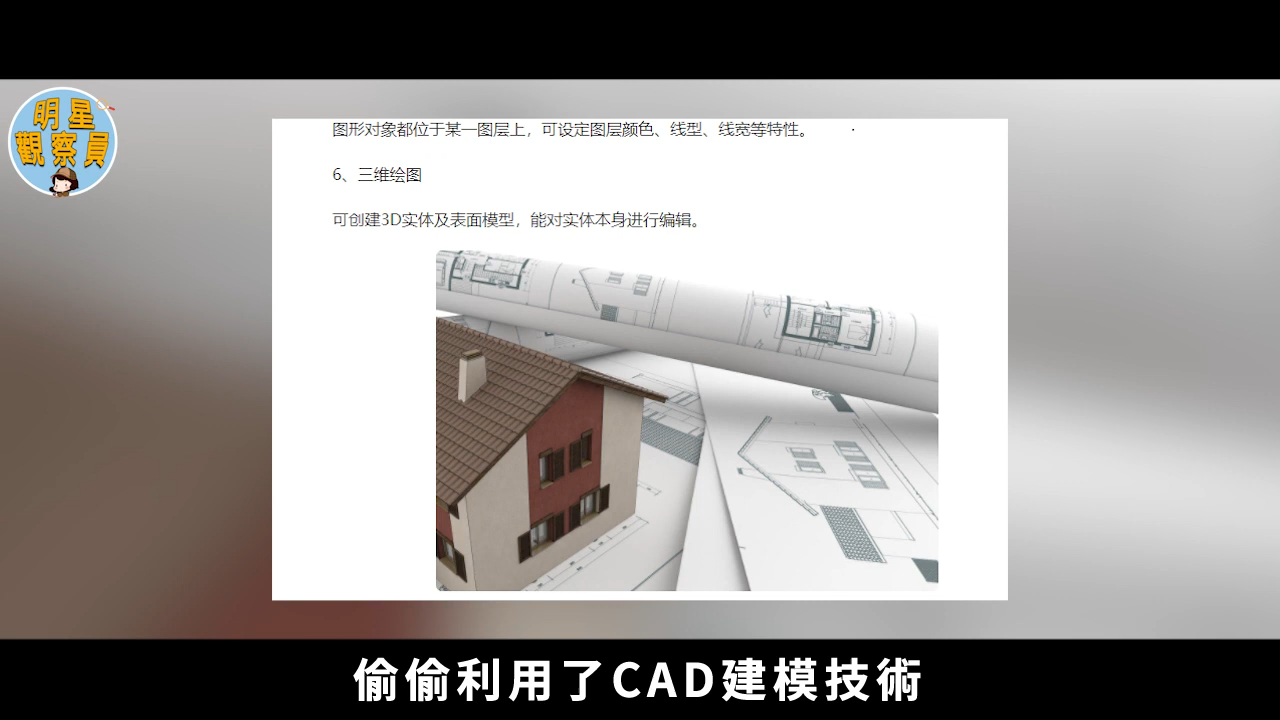 明星
觀察員
图形对象都位于某一图层上，可设定图层颜色、线型、线宽等特性。
6、三维绘图
可创建3D实体及表面模型，能对实体本身进行编辑。
偷偷利用了CAD建模技術